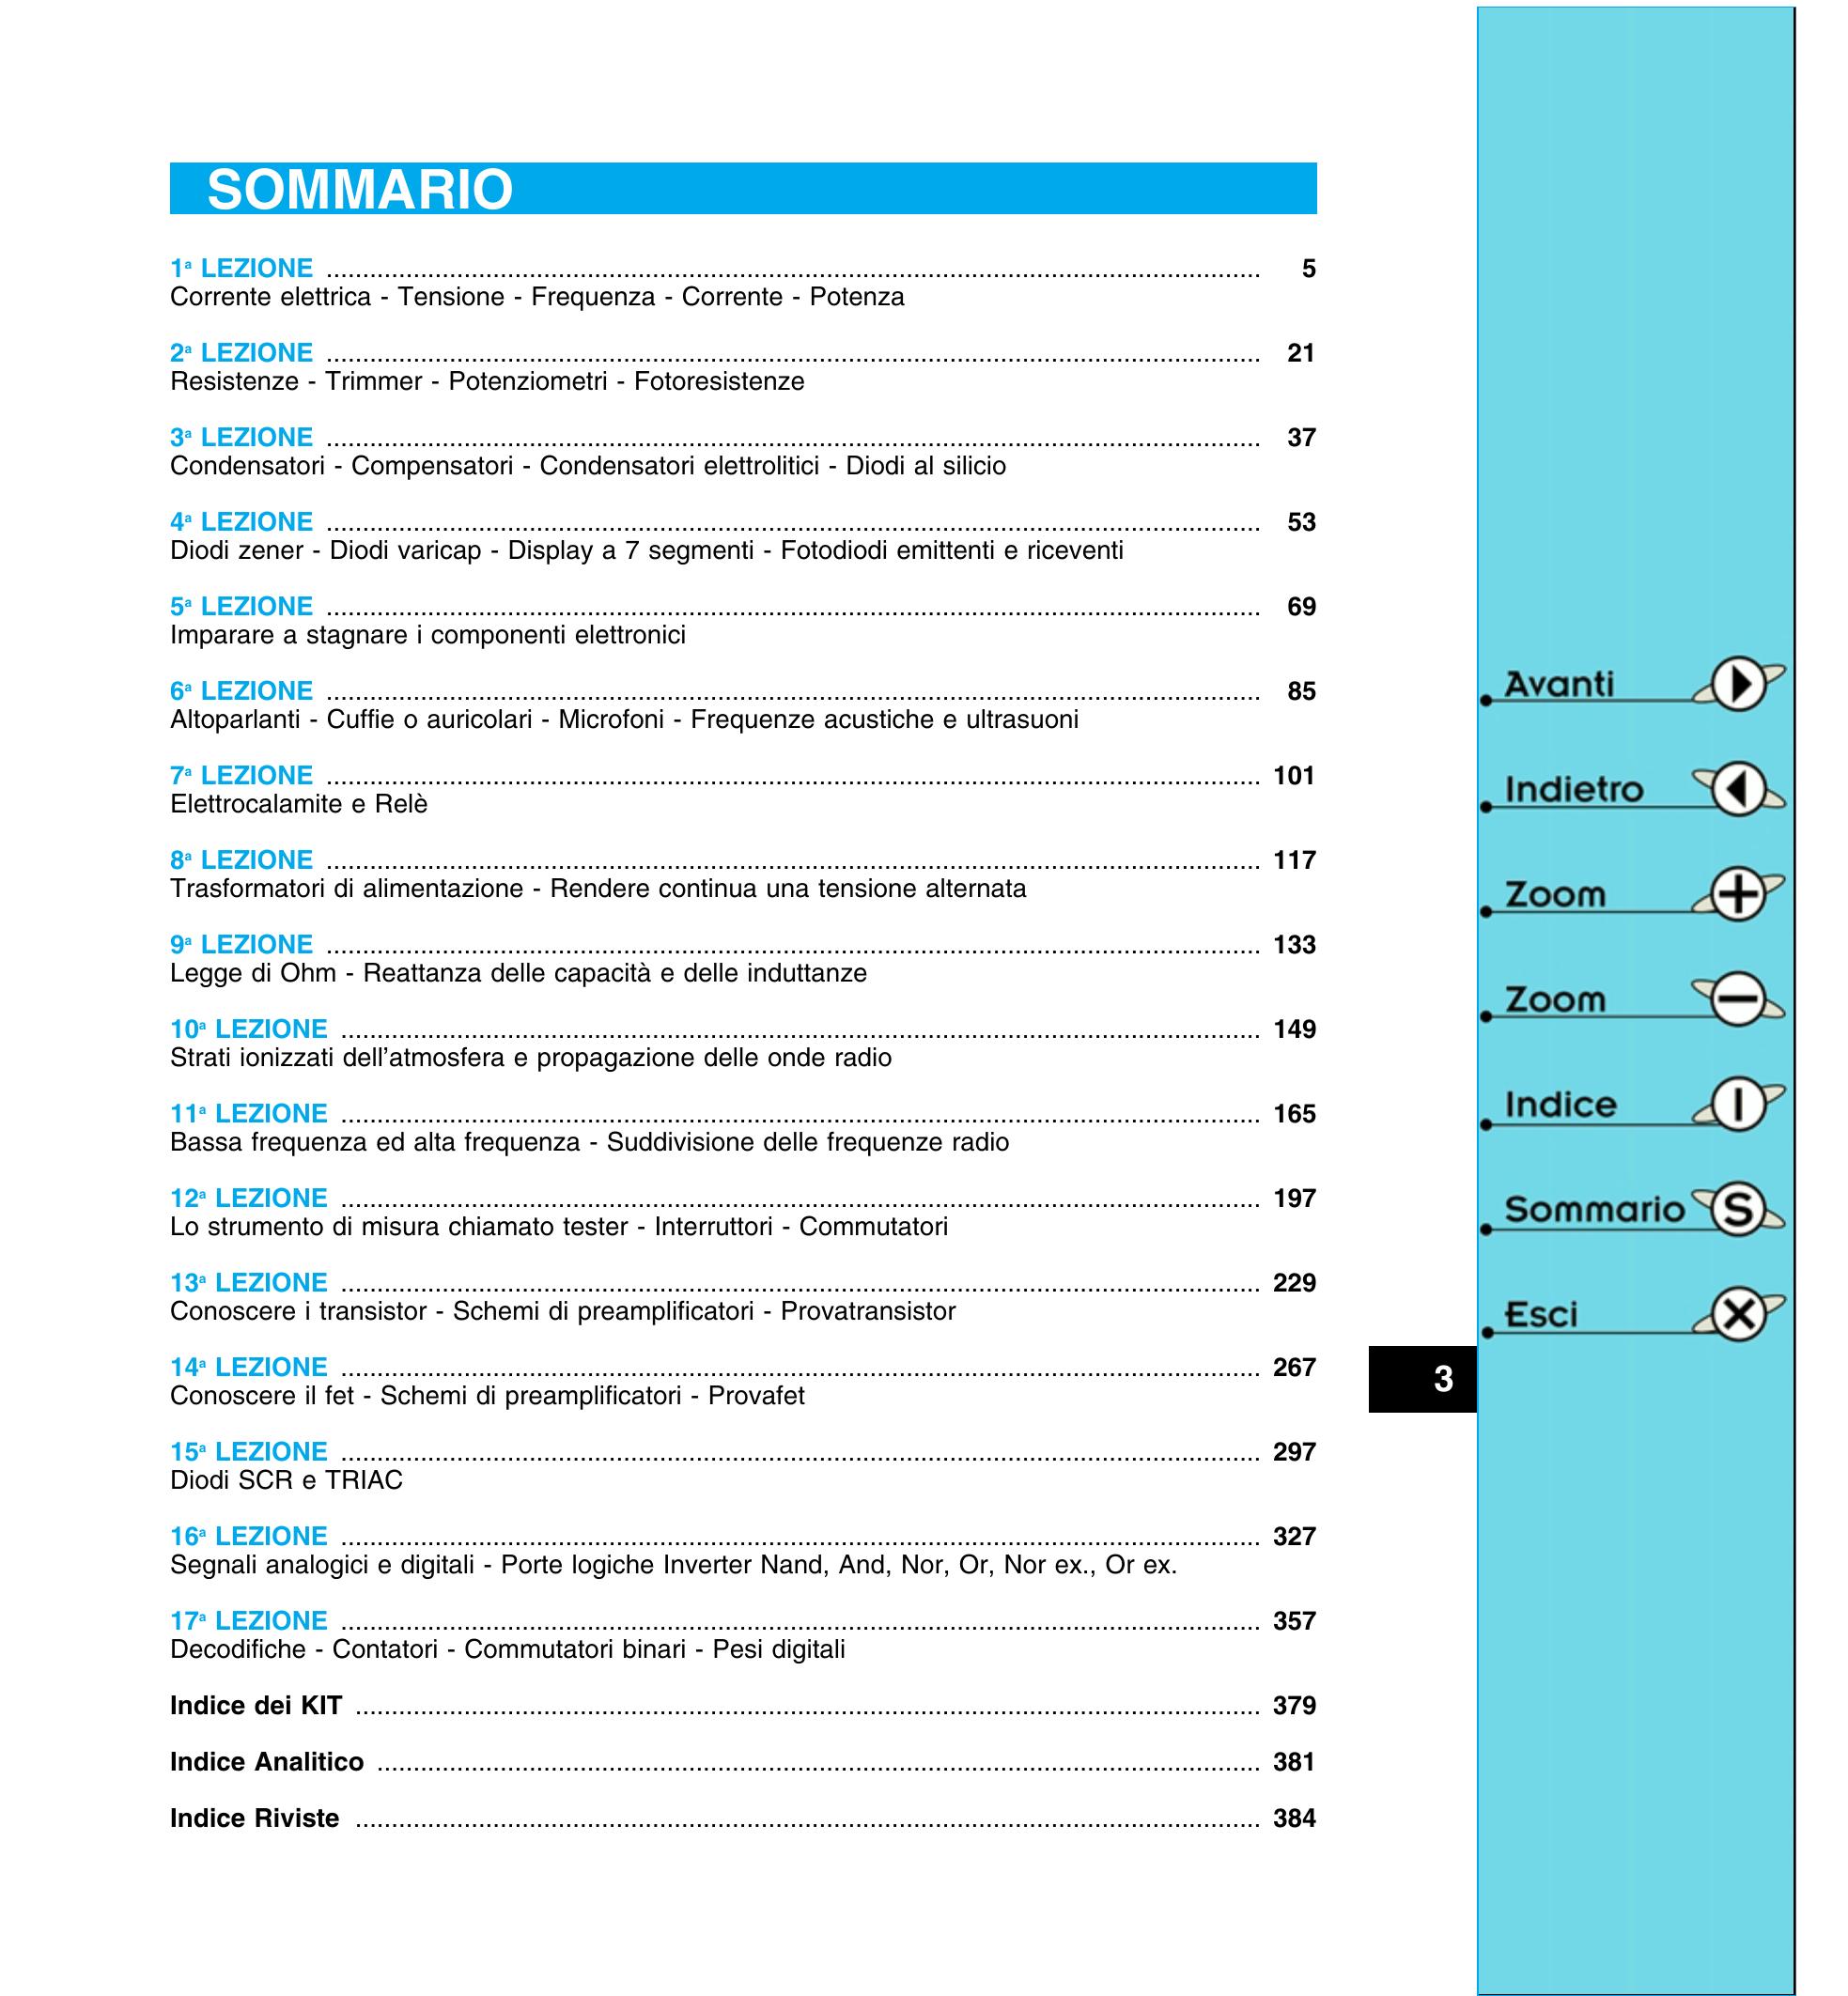 SOMMARIO
1ª LEZIONE ........................................ 5
Corrente elettrica - Tensione - Frequenza - Corrente - Potenza
2ª LEZIONE ........................................ 21
Resistenze - Trimmer - Potenziometri - Fotoresistenze
3ª LEZIONE ........................................ 37
Condensatori - Compensatori - Condensatori elettrolitici - Diodi al silicio
4ª LEZIONE ........................................ 53
Diodi zener - Diodi varicap - Display a 7 segmenti - Fotodiodi emittenti e riceventi
5ª LEZIONE ........................................ 69
Imparare a stagnare i componenti elettronici
6ª LEZIONE ........................................ 85
Altoparlanti - Cuffie o auricolari - Microfoni - Frequenze acustiche e ultrasuoni
7ª LEZIONE ........................................ 101
Elettrocalamite e Relè
8ª LEZIONE ........................................ 117
Trasformatori di alimentazione - Rendere continua una tensione alternata
9ª LEZIONE ........................................ 133
Legge di Ohm - Reattanza delle capacità e delle induttanze
10ª LEZIONE ........................................ 149
Strati ionizzati dell'atmosfera e propagazione delle onde radio
11ª LEZIONE ........................................ 165
Bassa frequenza ed alta frequenza - Suddivisione delle frequenze radio
12ª LEZIONE ........................................ 197
Lo strumento di misura chiamato tester - Interruttori - Commutatori
13ª LEZIONE ........................................ 229
Conoscere i transistor - Schemi di preamplificatori - Provatransistor
14ª LEZIONE ........................................ 267
Conoscere il fet - Schemi di preamplificatori - Provafet
15ª LEZIONE ........................................ 297
Diodi SCR e TRIAC
16ª LEZIONE ........................................ 327
Segnali analogici e digitali - Porte logiche Inverter Nand, And, Nor, Or, Nor ex., Or ex.
17ª LEZIONE ........................................ 357
Decodifiche - Contatori - Commutatori binari - Pesi digitali
Indice dei KIT ........................................ 379
Indice Analitico ........................................ 381
Indice Riviste ........................................ 384
3
Avanti
Indietro
Zoom +
Zoom −
Indice I
Sommario S
Esci X